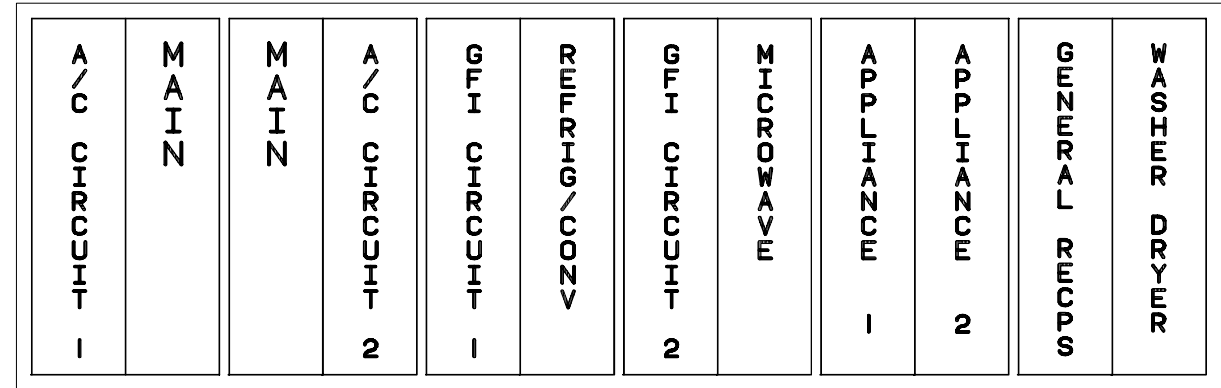 A/C CIRCUIT 1
MAIN
MAIN
A/C CIRCUIT 2
GFI CIRCUIT 1
REFRIG/CONV
GFI CIRCUIT 2
MICROWAVE
APPLIANCE 1
APPLIANCE 2
GENERAL RECPS
WASHER DRYER